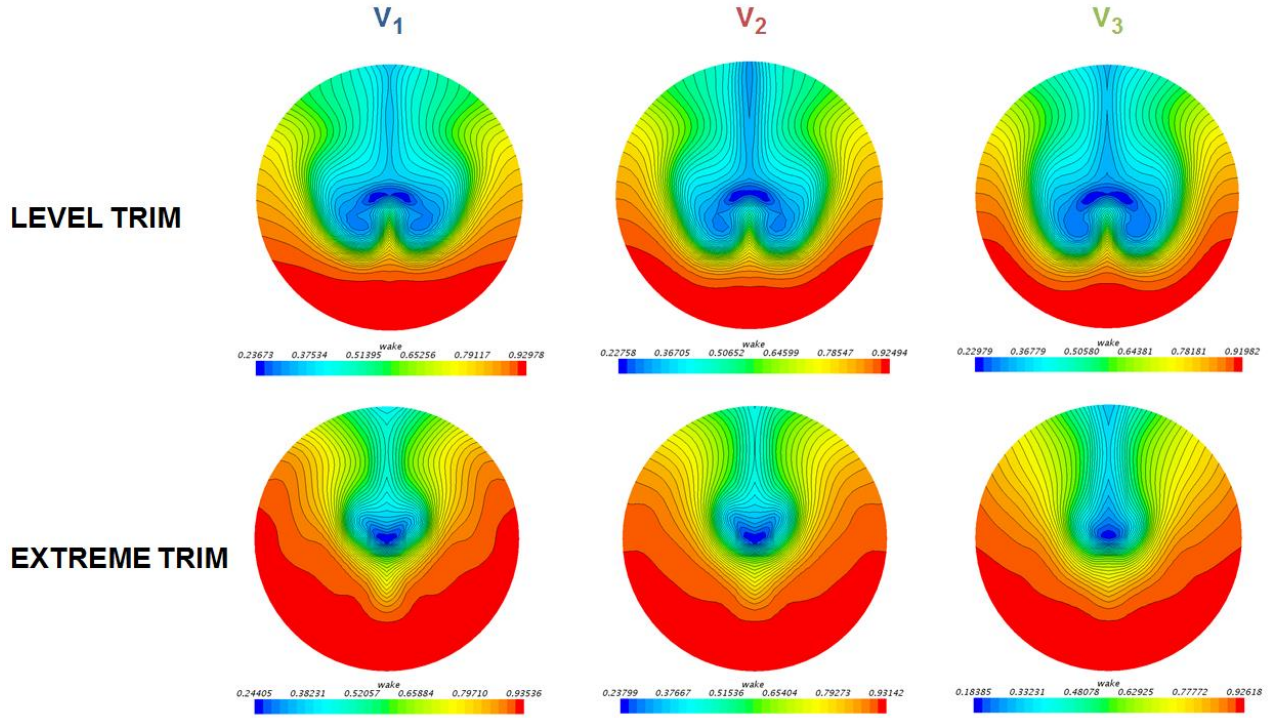 V1 V2 V3
LEVEL TRIM
wake wake wake
0.23673 0.37534 0.51395 0.65256 0.79117 0.92978 0.22758 0.36705 0.50652 0.64599 0.78547 0.92494 0.22979 0.36779 0.50580 0.64381 0.78181 0.91982
EXTREME TRIM
wake wake wake
0.24405 0.38231 0.52057 0.65884 0.79710 0.93536 0.23799 0.37667 0.51536 0.65404 0.79273 0.93142 0.18385 0.33231 0.48078 0.62925 0.77772 0.92618